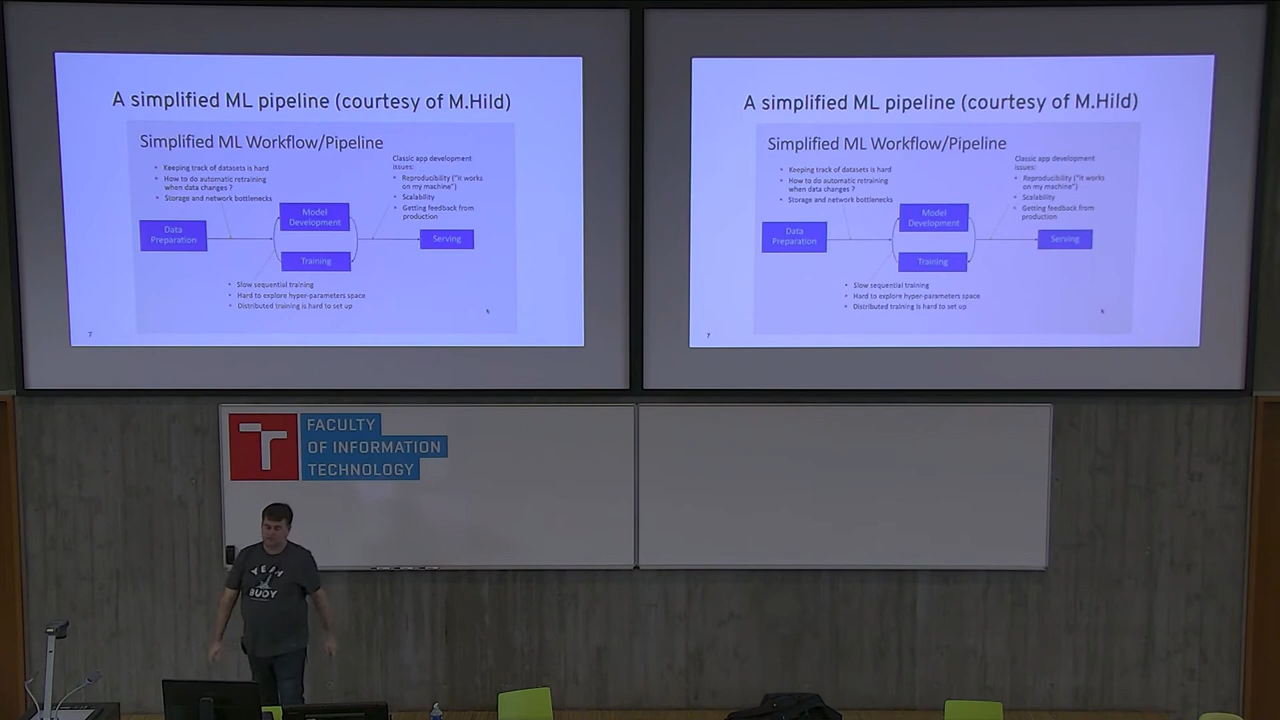 A simplified ML pipeline (courtesy of M.Hild)
Simplified ML Workflow/Pipeline
• Keeping track of datasets is hard
• How to do automatic retraining
when data changes ?
• Storage and network bottlenecks
Classic app development
issues:
• Reproducibility ("it works
on my machine")
• Scalability
• Getting feedback from
production
Data
Preparation
Model
Development
Training
Serving
• Slow sequential training
• Hard to explore hyper-parameters space
• Distributed training is hard to set up
7
A simplified ML pipeline (courtesy of M.Hild)
Simplified ML Workflow/Pipeline
• Keeping track of datasets is hard
• How to do automatic retraining
when data changes ?
• Storage and network bottlenecks
Classic app development
issues:
• Reproducibility ("it works
on my machine")
• Scalability
• Getting feedback from
production
Data
Preparation
Model
Development
Training
Serving
• Slow sequential training
• Hard to explore hyper-parameters space
• Distributed training is hard to set up
7
FACULTY
OF INFORMATION
TECHNOLOGY
YEAH
BUOY